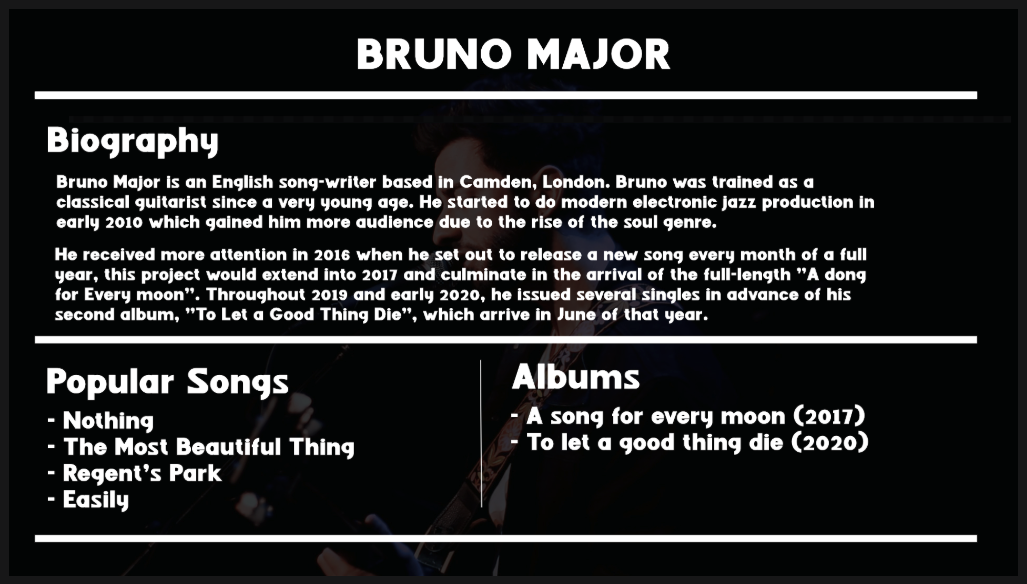 BRUNO MAJOR
Biography
Bruno Major is an English song-writer based in Camden, London. Bruno was trained as a
classical guitarist since a very young age. He started to do modern electronic jazz production in
early 2010 which gained him more audience due to the rise of the soul genre.
He received more attention in 2016 when he set out to release a new song every month of a full
year, this project would extend into 2017 and culminate in the arrival of the full-length "A dong
for Every moon". Throughout 2019 and early 2020, he issued several singles in advance of his
second album, "To Let a Good Thing Die", which arrive in June of that year.
Popular Songs
- Nothing
- The Most Beautiful Thing
- Regent's Park
- Easily
Albums
- A song for every moon (2017)
- To let a good thing die (2020)